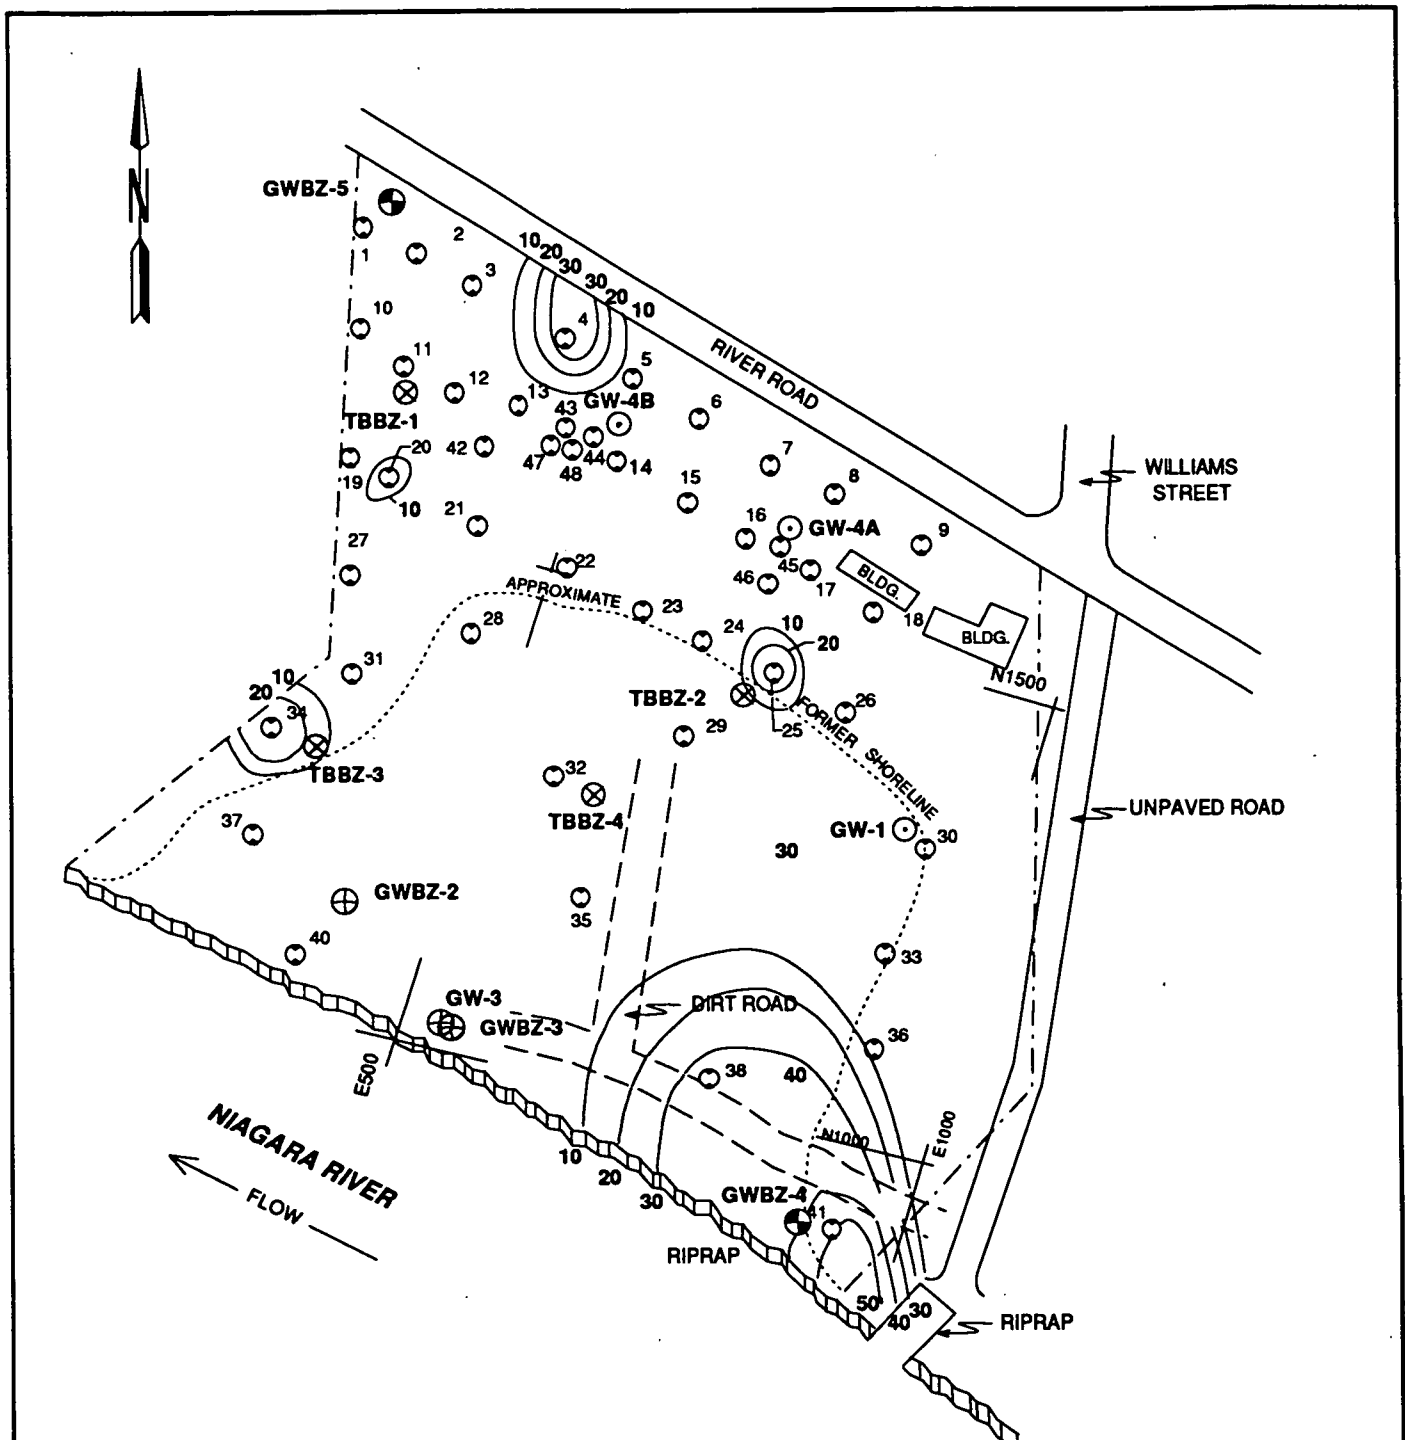 N
GWBZ-5
1
2
3
10
20
30
30
20
10
4
5
10
11
12
13
TBBZ-1
GW-4B
43
6
RIVER ROAD
42
47
48
44
14
7
19
20
10
15
8
WILLIAMS
STREET
21
16
GW-4A
9
27
22
45
46
17
BLDG.
APPROXIMATE
23
18
BLDG.
28
24
10
20
N1500
31
10
20
34
TBBZ-2
29
25
26
FORMER SHORELINE
TBBZ-3
32
TBBZ-4
UNPAVED ROAD
37
GW-1
30
30
GWBZ-2
35
40
33
GW-3
GWBZ-3
DIRT ROAD
36
E500
38
40
NIAGARA RIVER
FLOW
N1000
E1000
10
20
30
GWBZ-4
41
RIPRAP
50
40
30
RIPRAP